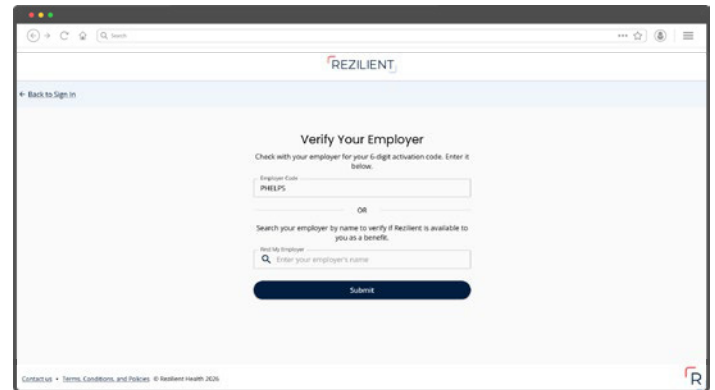 Search
REZILIENT
← Back to Sign In
Verify Your Employer
Check with your employer for your 6-digit activation code. Enter it
below.
Employer Code
PHELPS
OR
Search your employer by name to verify if Rezilient is available to
you as a benefit.
Find My Employer
Enter your employer's name
Submit
Contact us • Terms, Conditions, and Policies © Rezilient Health 2026
R